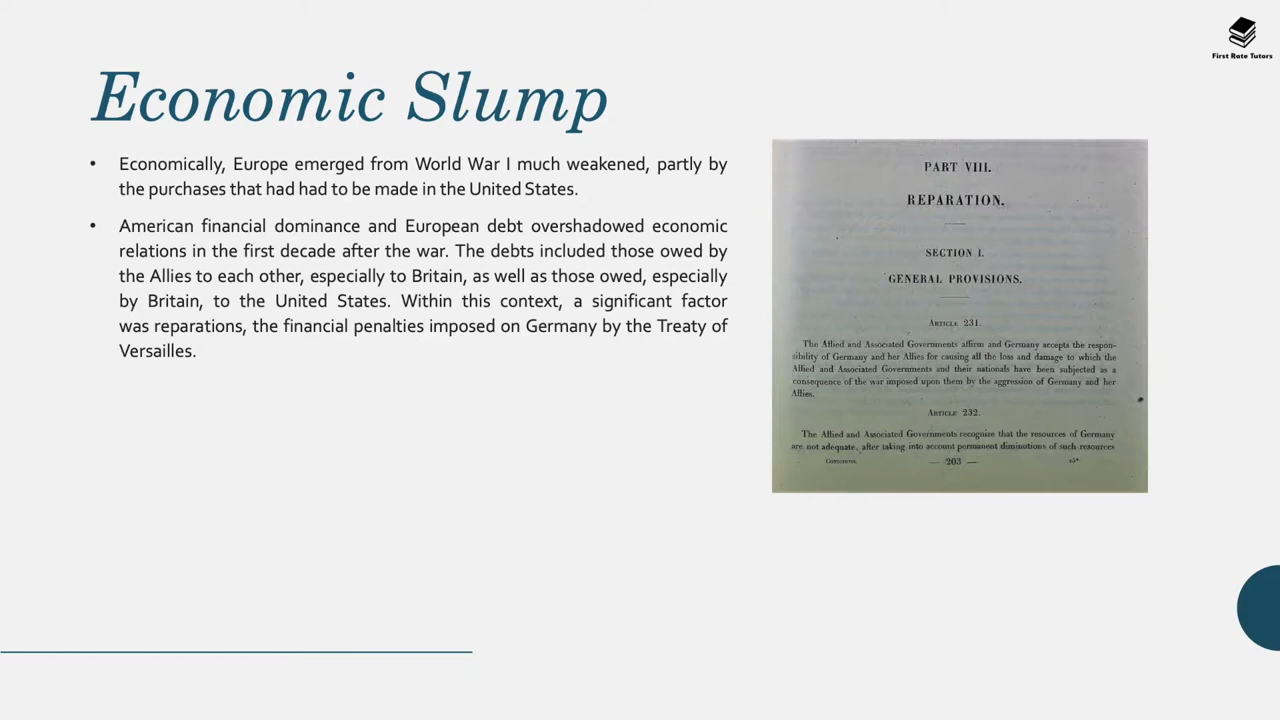 First Rate Tutors
Economic Slump
• Economically, Europe emerged from World War I much weakened, partly by
the purchases that had had to be made in the United States.
• American financial dominance and European debt overshadowed economic
relations in the first decade after the war. The debts included those owed by
the Allies to each other, especially to Britain, as well as those owed, especially
by Britain, to the United States. Within this context, a significant factor
was reparations, the financial penalties imposed on Germany by the Treaty of
Versailles.
PART VIII.
REPARATION.
SECTION I.
GENERAL PROVISIONS.
ARTICLE 231.
The Allied and Associated Governments affirm and Germany accepts the respon-
sibility of Germany and her Allies for causing all the loss and damage to which the
Allied and Associated Governments and their nationals have been subjected as a
consequence of the war imposed upon them by the aggression of Germany and her
Allies.
ARTICLE 232.
The Allied and Associated Governments recognize that the resources of Germany
are not adequate, after taking into account permanent diminutions of such resources
— 203 —